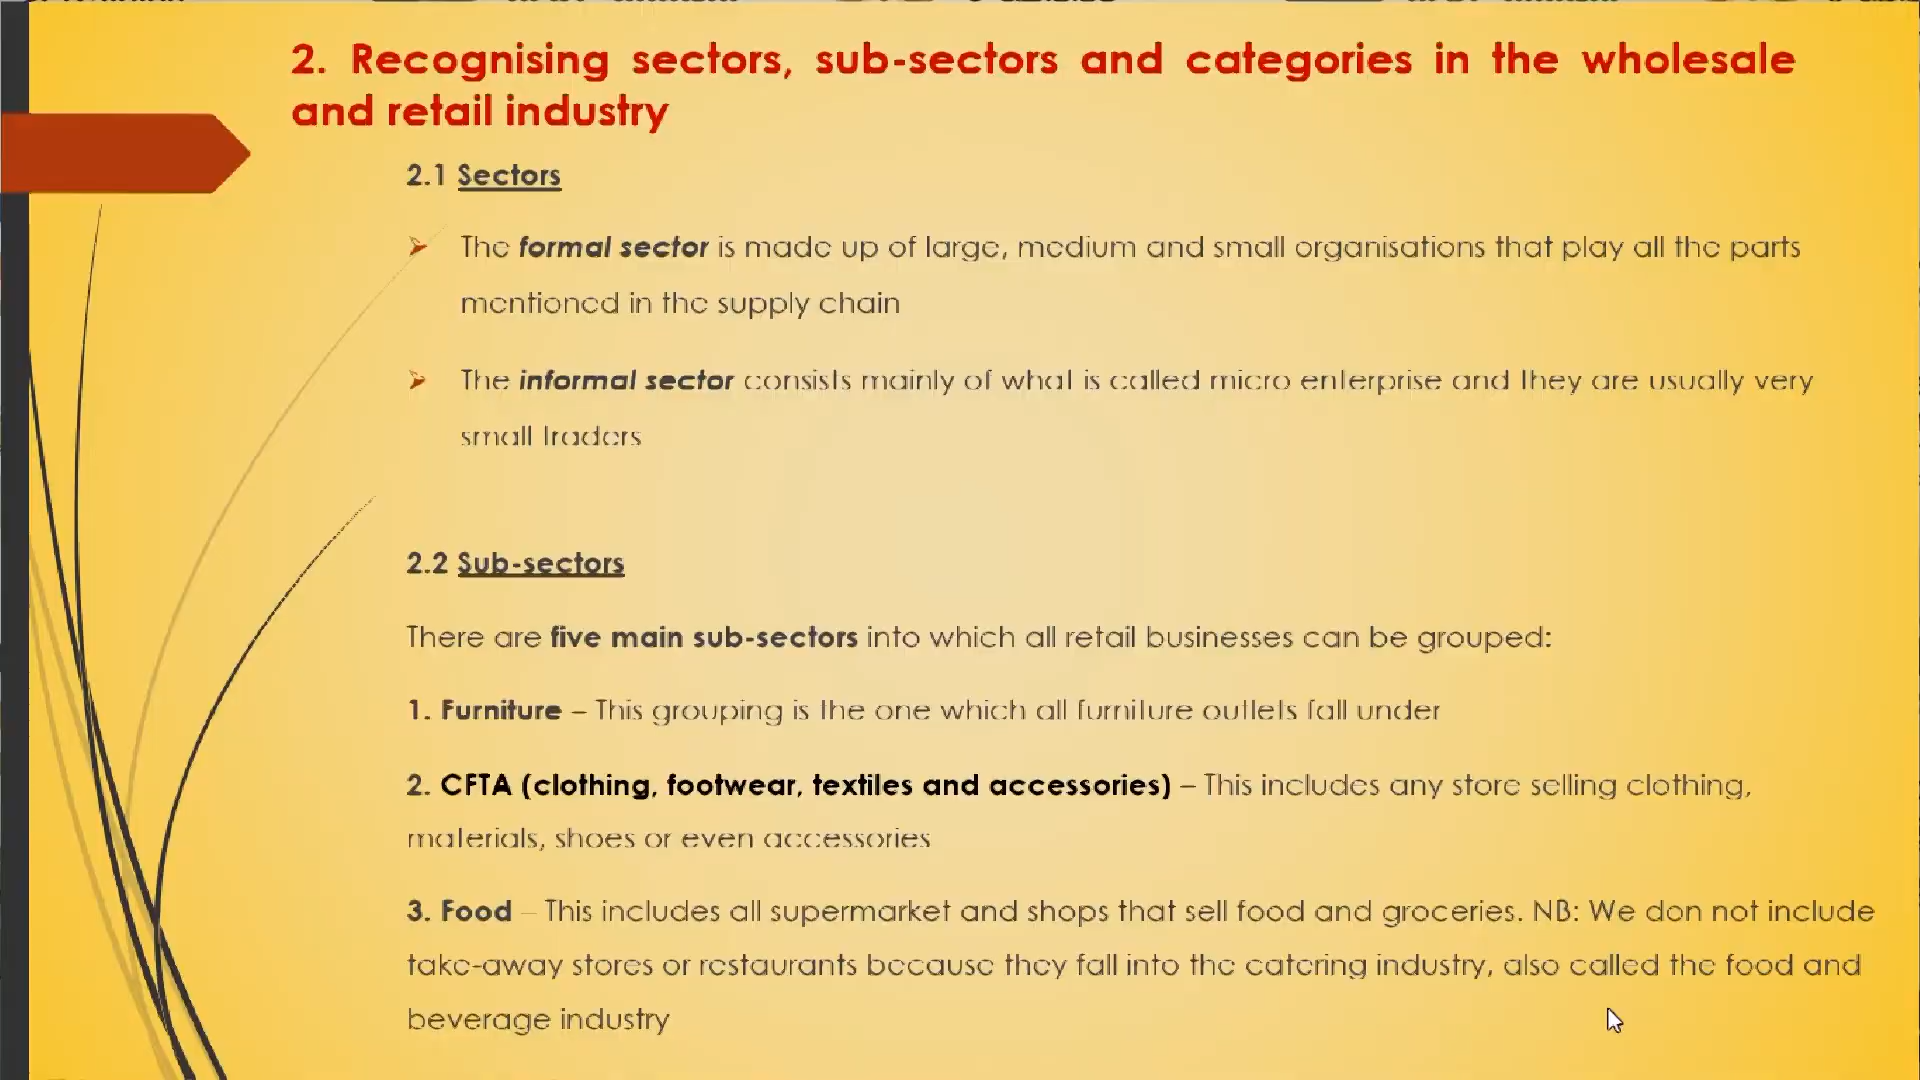 2. Recognising sectors, sub-sectors and categories in the wholesale
and retail industry
2.1 Sectors
The formal sector is made up of large, medium and small organisations that play all the parts
mentioned in the supply chain
The informal sector consists mainly of what is called micro enterprise and they are usually very
small traders
2.2 Sub-sectors
There are five main sub-sectors into which all retail businesses can be grouped:
1. Furniture – This grouping is the one which all furniture outlets fall under
2. CFTA (clothing, footwear, textiles and accessories) – This includes any store selling clothing,
materials, shoes or even accessories
3. Food – This includes all supermarket and shops that sell food and groceries. NB: We don not include
take-away stores or restaurants because they fall into the catering industry, also called the food and
beverage industry